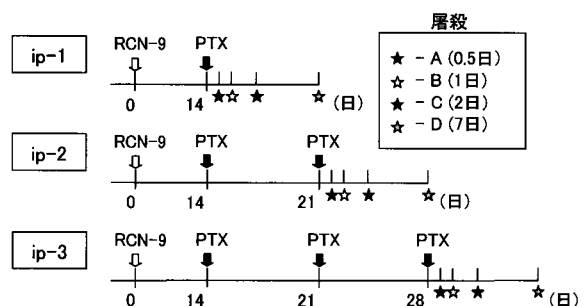 屠殺
★ - A (0.5日)
☆ - B (1日)
★ - C (2日)
☆ - D (7日)
ip-1
RCN-9 PTX
0 14 (日)
ip-2
RCN-9 PTX PTX
0 14 21 (日)
ip-3
RCN-9 PTX PTX PTX
0 14 21 28 (日)